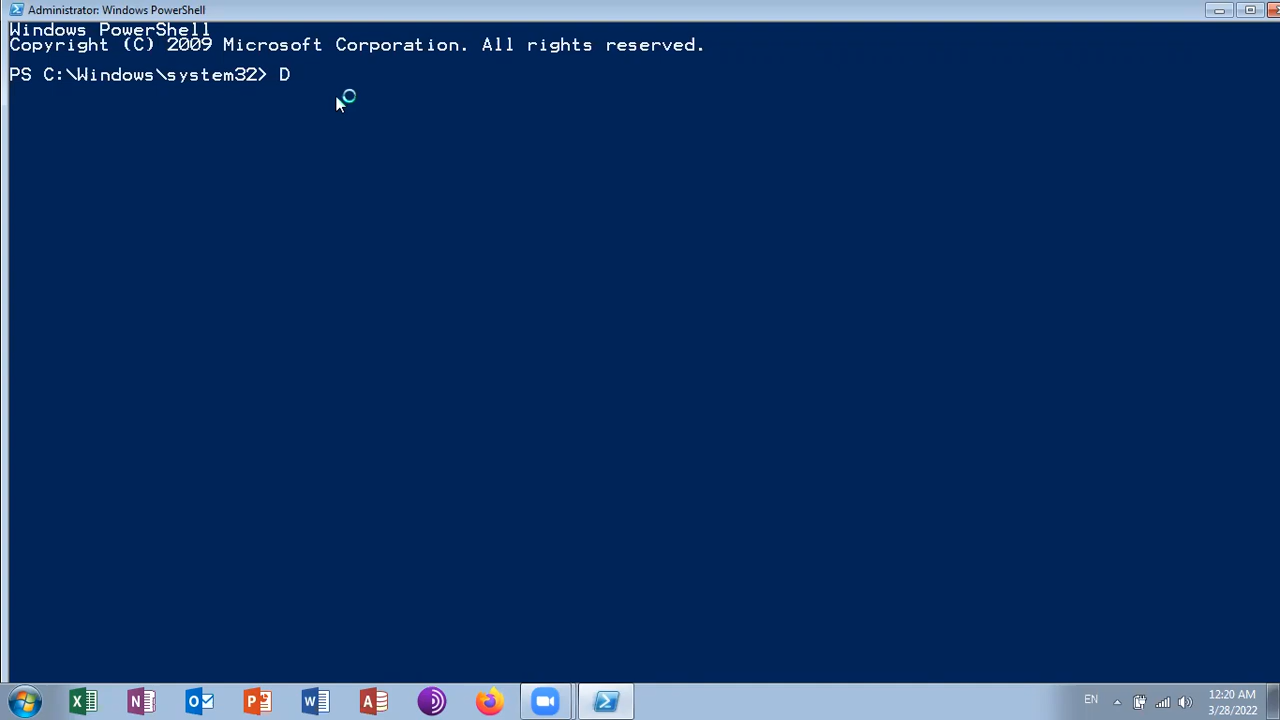 Administrator: Windows PowerShell
Windows PowerShell
Copyright (C) 2009 Microsoft Corporation. All rights reserved.
PS C:\Windows\system32> D
EN
12:20 AM
3/28/2022